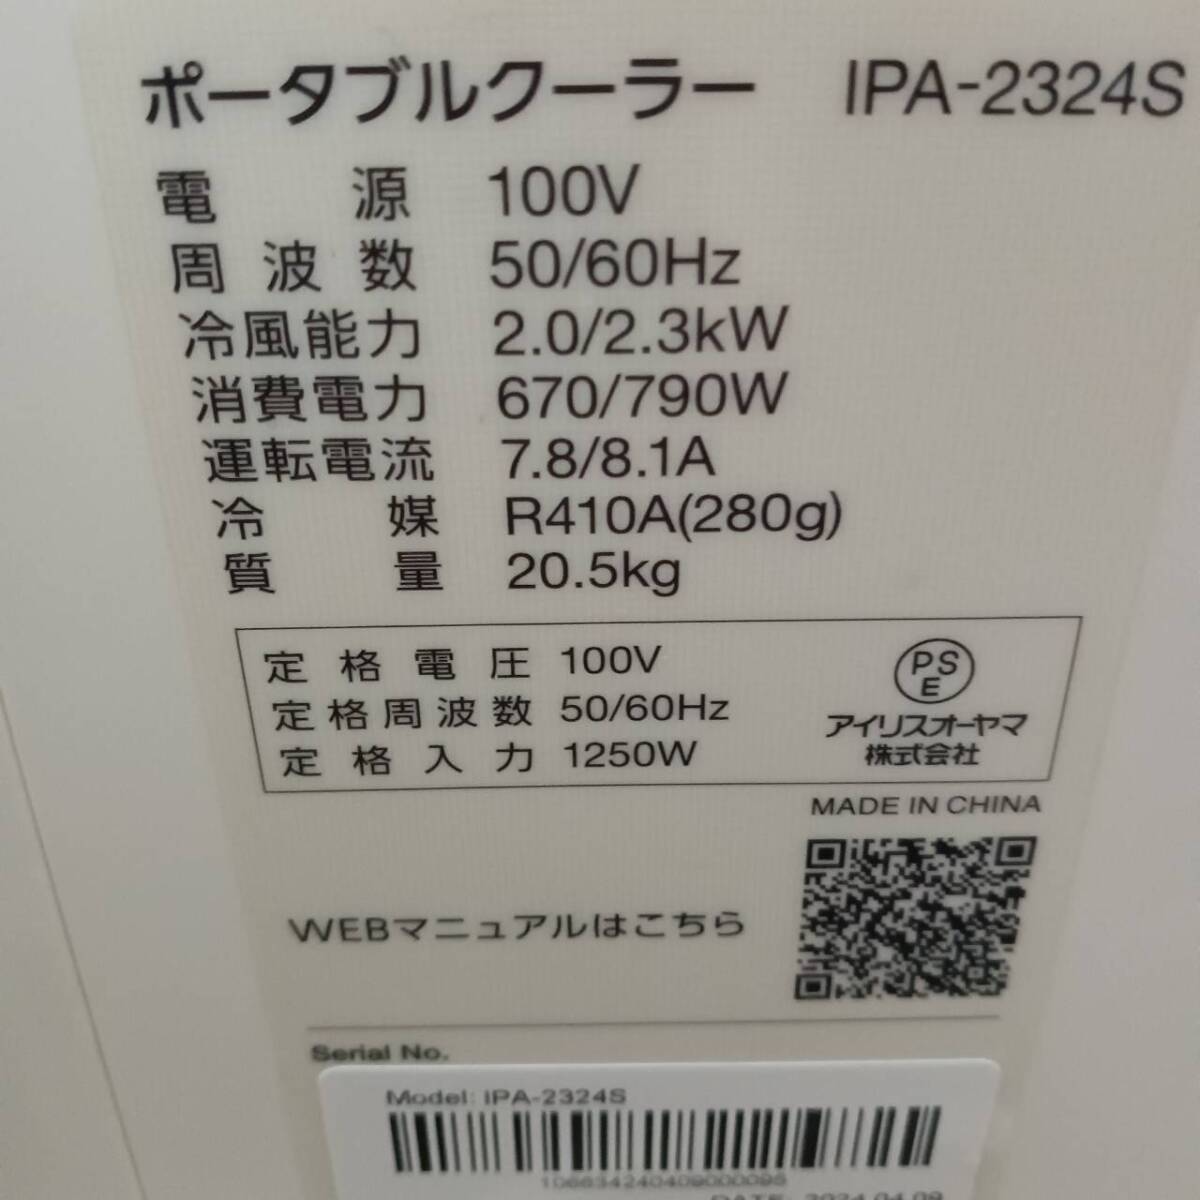 ポータブルクーラー IPA-2324S
電源 100V
周波数 50/60Hz
冷風能力 2.0/2.3kW
消費電力 670/790W
運転電流 7.8/8.1A
冷媒 R410A(280g)
質量 20.5kg
定格電圧 100V
定格周波数 50/60Hz
定格入力 1250W
PS
E
アイリスオーヤマ
株式会社
MADE IN CHINA
WEBマニュアルはこちら
Serial No.
Model: IPA-2324S
106634240409000095
DATE: 2024.04.09